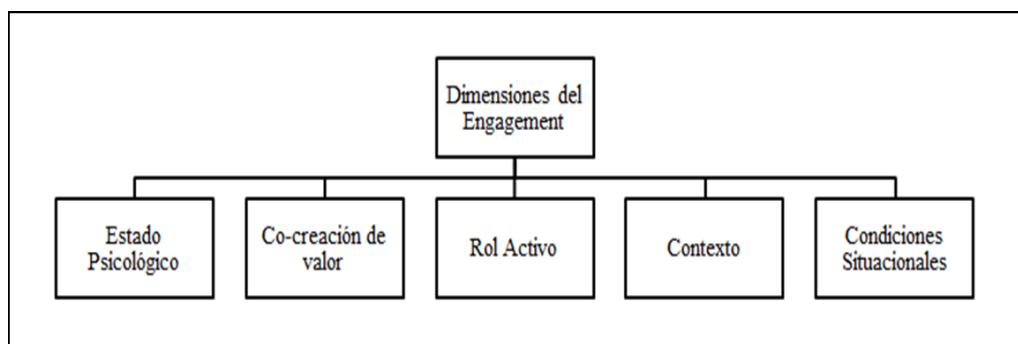 Dimensiones del
Engagement
Estado
Psicológico
Co-creación de
valor
Rol Activo
Contexto
Condiciones
Situacionales